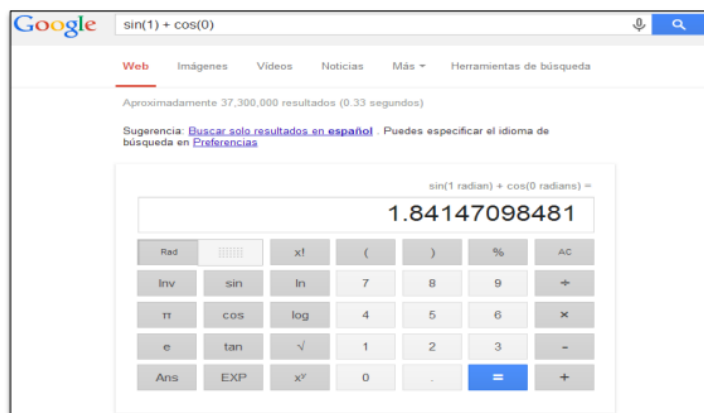 Google sin(1) + cos(0)
Web Imágenes Vídeos Noticias Más Herramientas de búsqueda
Aproximadamente 37,300,000 resultados (0.33 segundos)
Sugerencia: Buscar solo resultados en español . Puedes especificar el idioma de
búsqueda en Preferencias
sin(1 radian) + cos(0 radians) =
1.84147098481
Rad x! ( ) % AC
Inv sin ln 7 8 9 ÷
π cos log 4 5 6 ×
e tan √ 1 2 3 -
Ans EXP xʸ 0 . = +